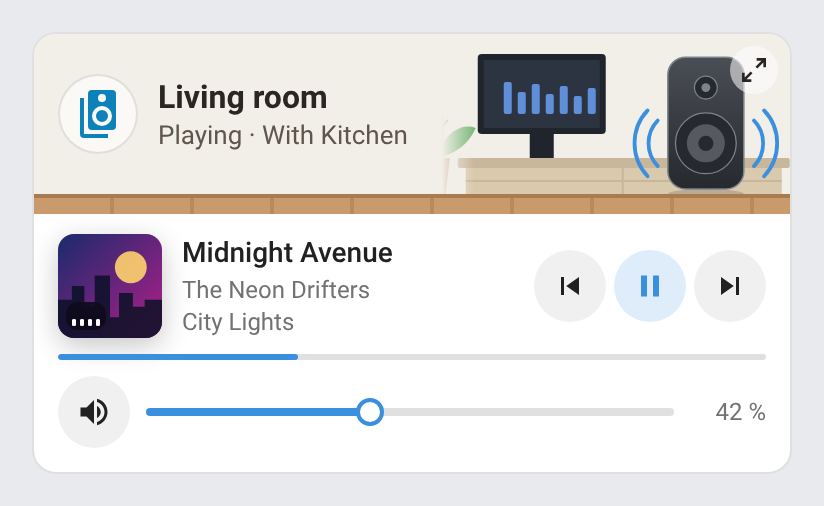 Living room
Playing · With Kitchen
Midnight Avenue
The Neon Drifters
City Lights
42 %